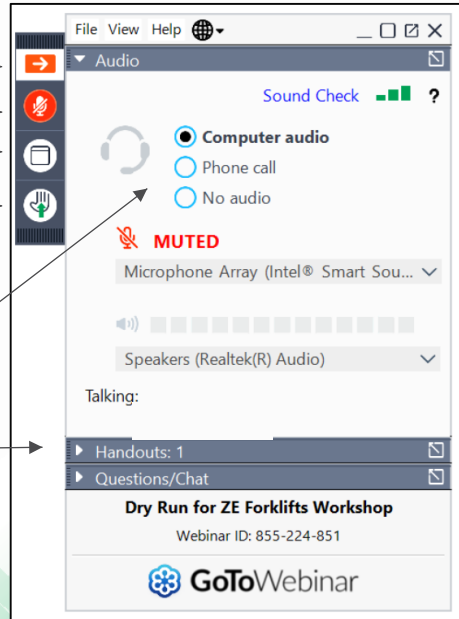 File View Help
Audio
Sound Check ?
Computer audio
Phone call
No audio
MUTED
Microphone Array (Intel® Smart Sou...
Speakers (Realtek(R) Audio)
Talking:
Handouts: 1
Questions/Chat
Dry Run for ZE Forklifts Workshop
Webinar ID: 855-224-851
GoToWebinar